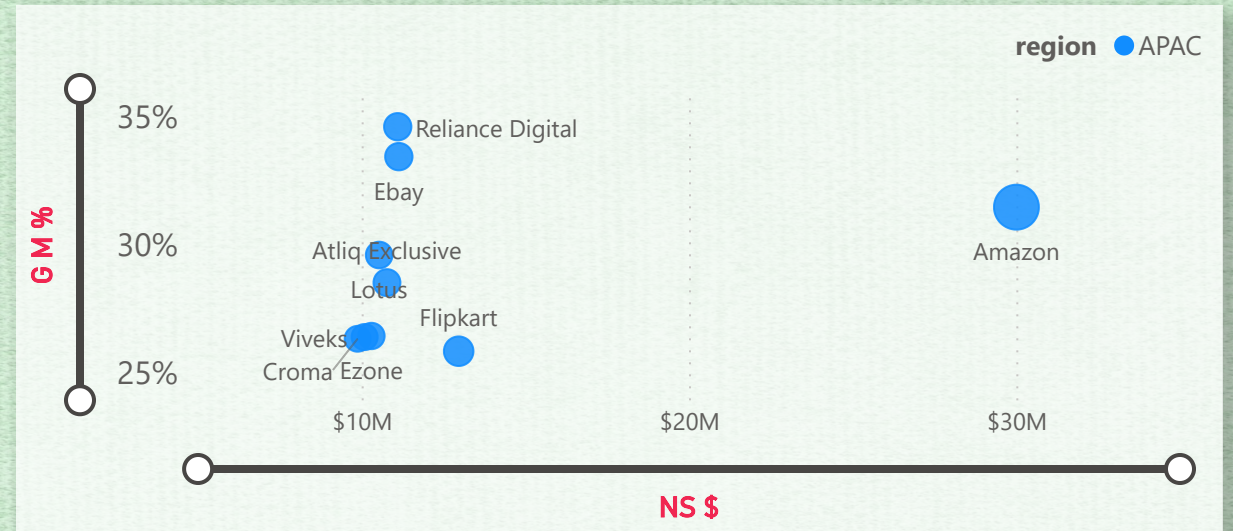 region APAC
35%
Reliance Digital
Ebay
30%
Atliq Exclusive
Amazon
Lotus
Flipkart
Viveks
Croma
Ezone
25%
GM %
$10M
$20M
$30M
NS $